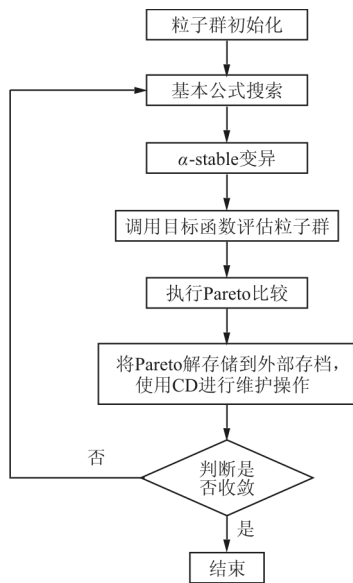 粒子群初始化
基本公式搜索
α-stable变异
调用目标函数评估粒子群
执行Pareto比较
将Pareto解存储到外部存档，
使用CD进行维护操作
否
判断是
否收敛
是
结束